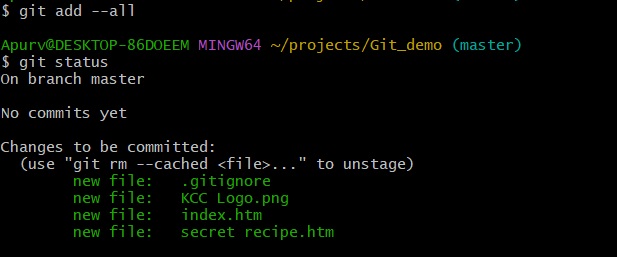 $ git add --all
Apurv@DESKTOP-86DOEEM MINGW64 ~/projects/Git_demo (master)
$ git status
On branch master
No commits yet
Changes to be committed:
  (use "git rm --cached <file>..." to unstage)
        new file:   .gitignore
        new file:   KCC Logo.png
        new file:   index.htm
        new file:   secret recipe.htm